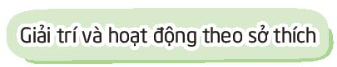 Giải trí và hoạt động theo sở thích